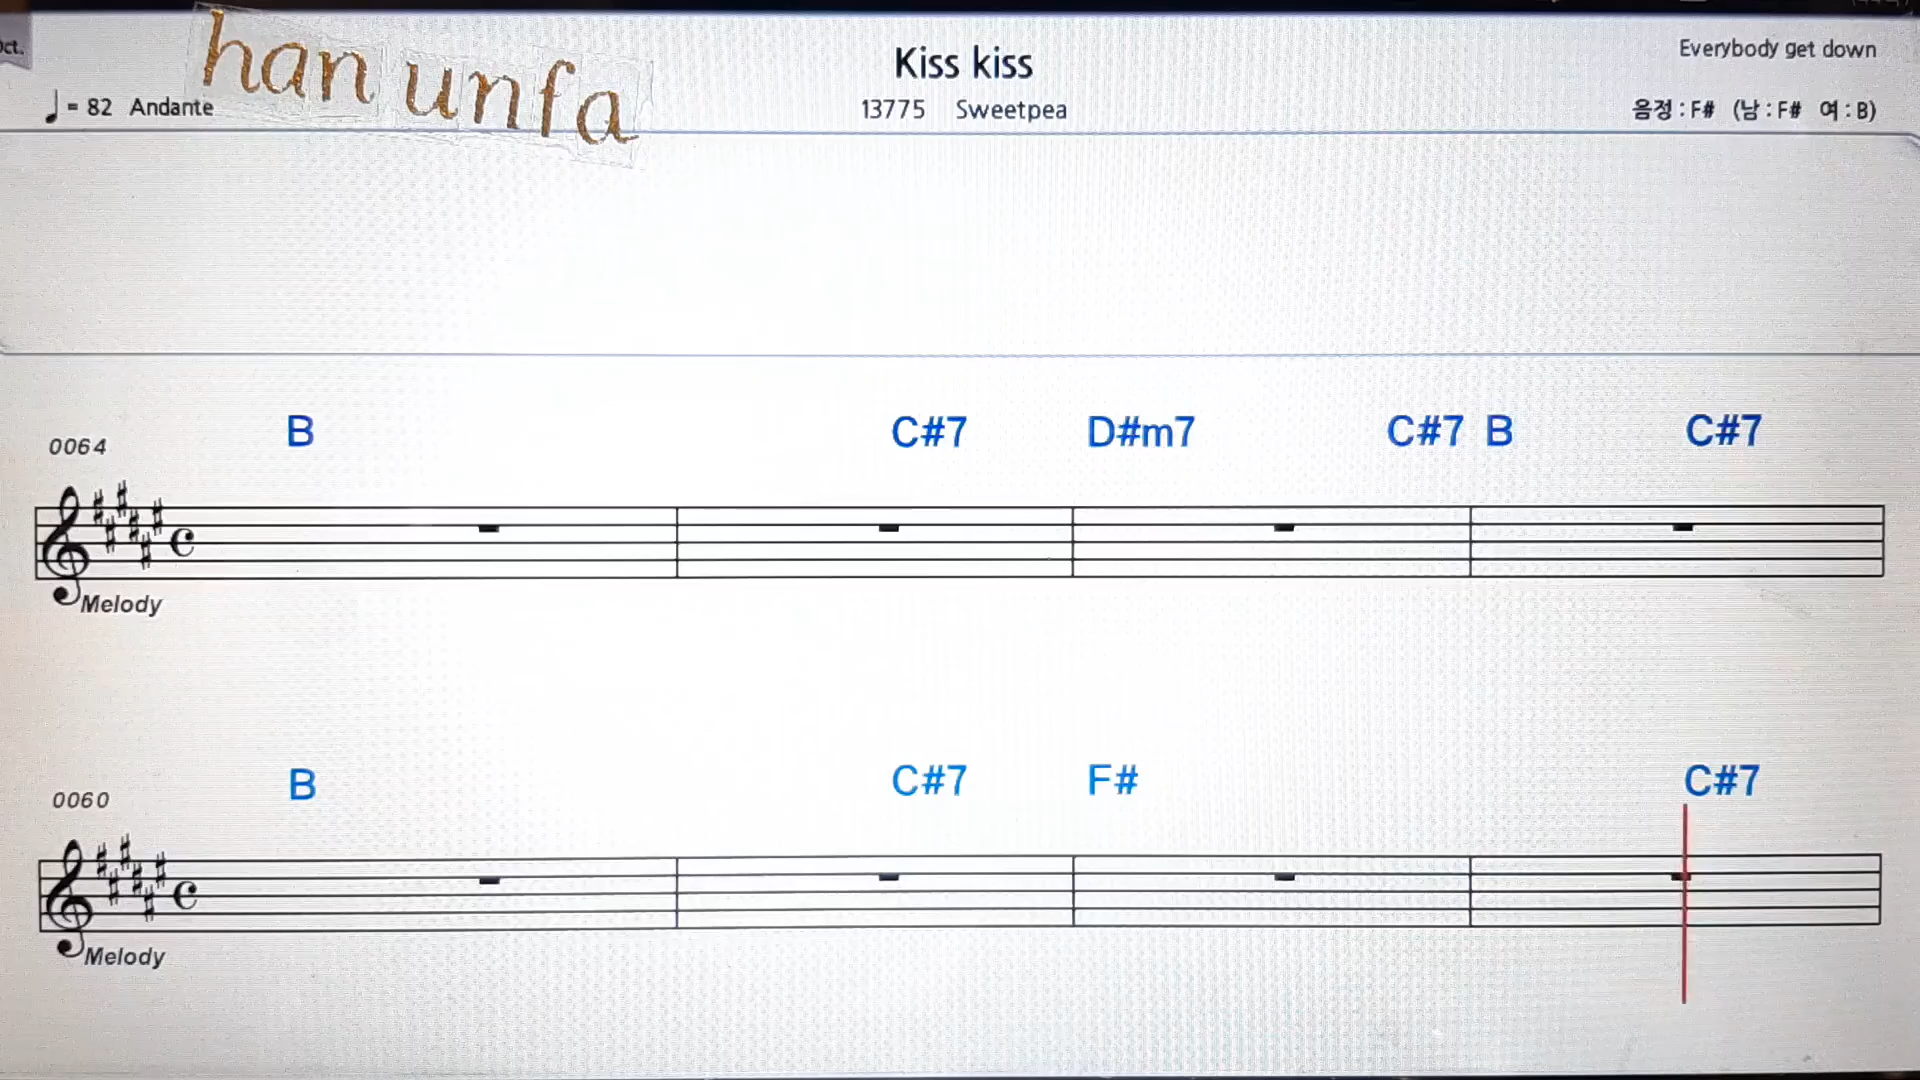 Oct.
han unfa
Kiss kiss
Everybody get down
= 82 Andante
13775 Sweetpea
음정 : F# (남 : F# 여 : B)
B C#7 D#m7 C#7 B C#7
0064
Melody
B C#7 F# C#7
0060
Melody